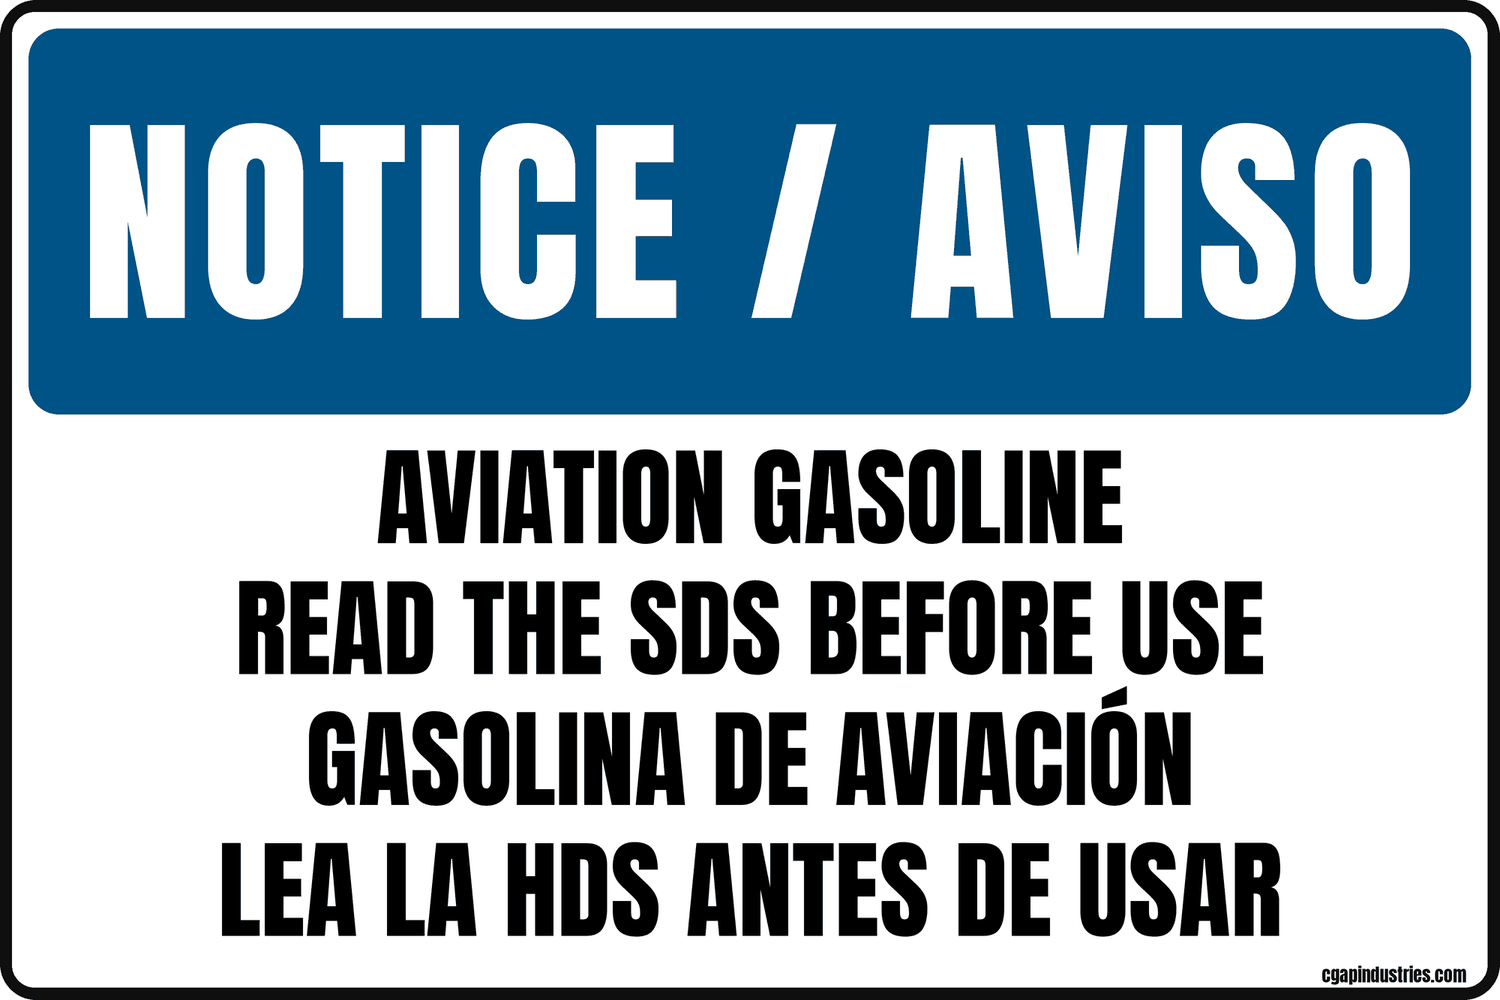 NOTICE / AVISO
AVIATION GASOLINE
READ THE SDS BEFORE USE
GASOLINA DE AVIACIÓN
LEA LA HDS ANTES DE USAR
cgapindustries.com